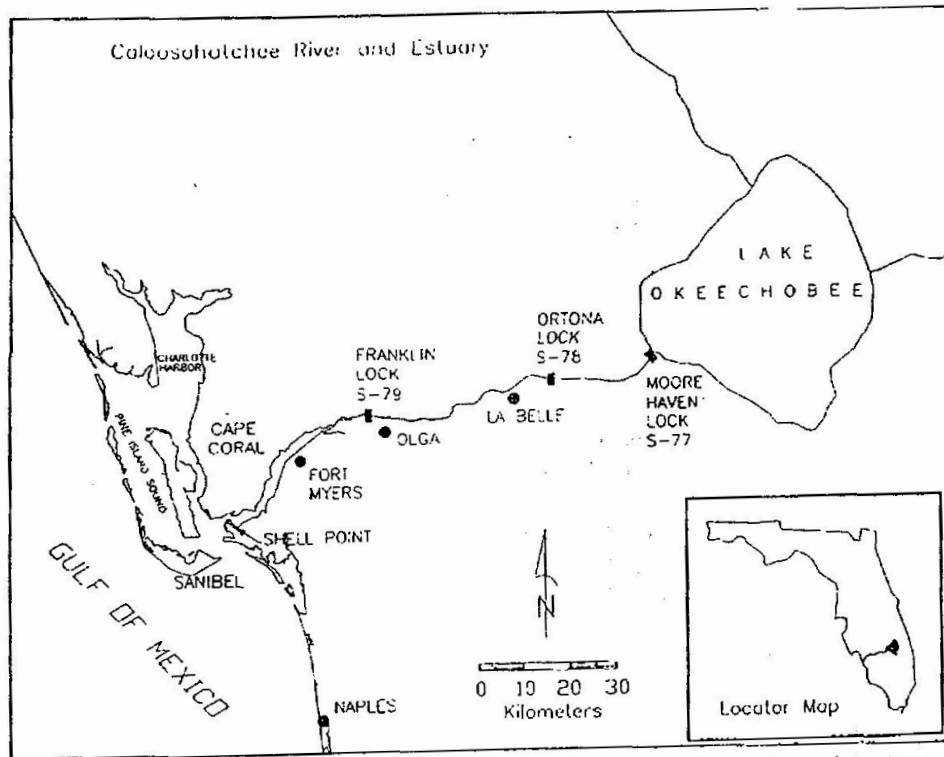 Caloosahatchee River and Estuary
LAKE
OKEECHOBEE
ORTONA
LOCK
S-78
FRANKLIN
LOCK
S-79
MOORE
HAVEN
LOCK
S-77
CHARLOTTE
HARBOR
LA BELLE
CAPE
CORAL
OLGA
PINE ISLAND SOUND
FORT
MYERS
SHELL POINT
SANIBEL
GULF OF MEXICO
N
0 10 20 30
Kilometers
NAPLES
Locator Map